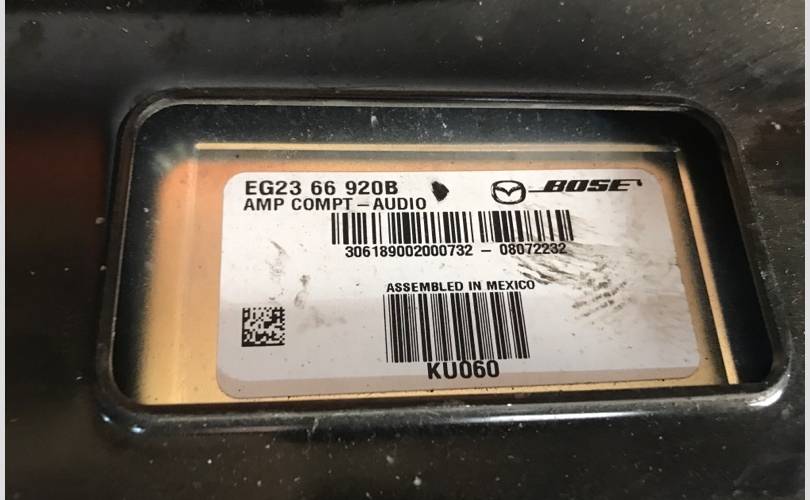 EG23 66 920B
AMP COMPT-AUDIO
BOSE
306189002000732 - 08072232
ASSEMBLED IN MEXICO
KU060